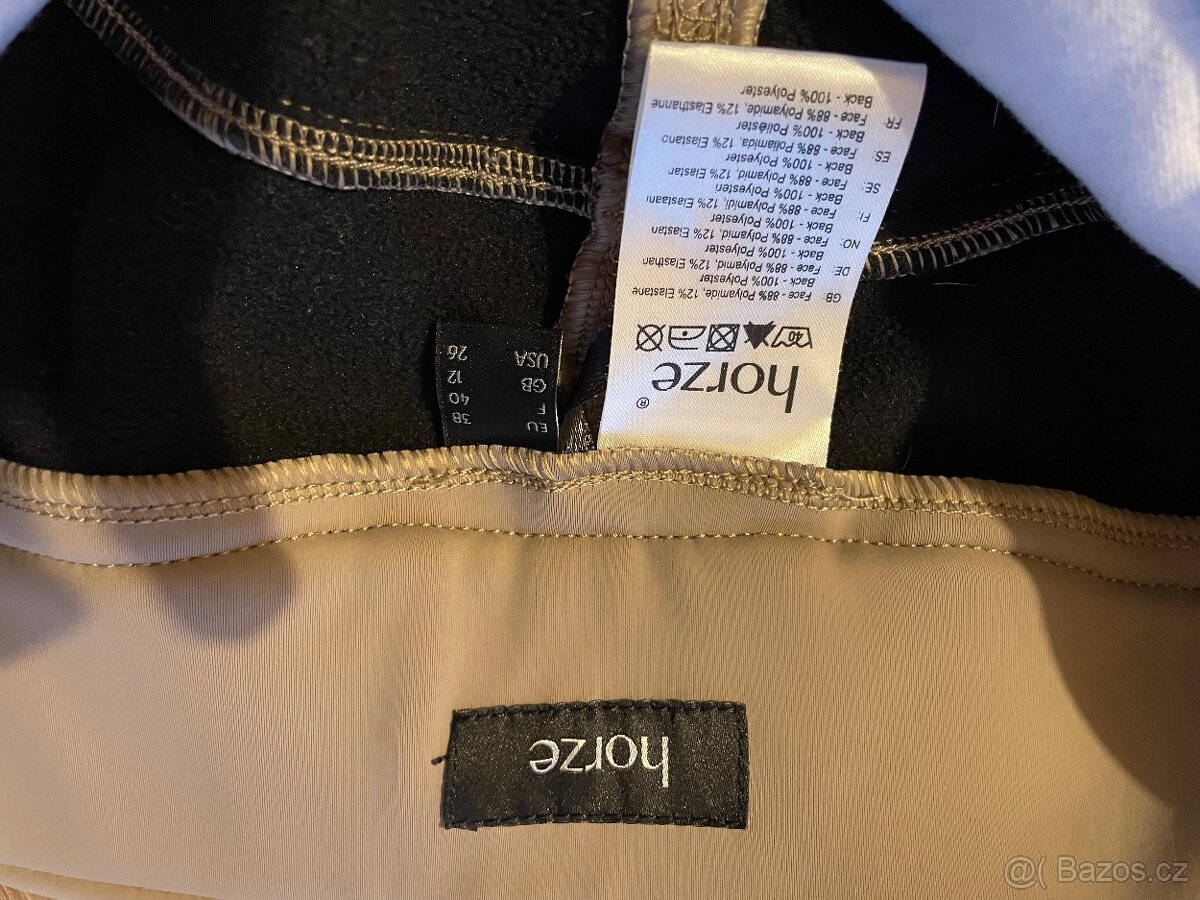 horze®
40
GB: Face - 88% Polyamide, 12% Elastane
Back - 100% Polyester
DE Face - 88% Polyamid, 12% Elasthan
Back - 100% Polyester
NO: Face - 88% Polyamid, 12% Elastan
Back - 100% Polyester
FI: Face - 88% Polyamidi, 12% Elastaani
Back - 100% Polyesteri
SE: Face - 88% Polyamid, 12% Elastan
Back - 100% Polyester
ES: Face - 88% Poliamida, 12% Elastano
Back - 100% Poliéster
FR: Face - 88% Polyamide, 12% Elasthanne
Back - 100% Polyester
EU 38
F 40
GB 12
USA 26
horze
Bazos.cz